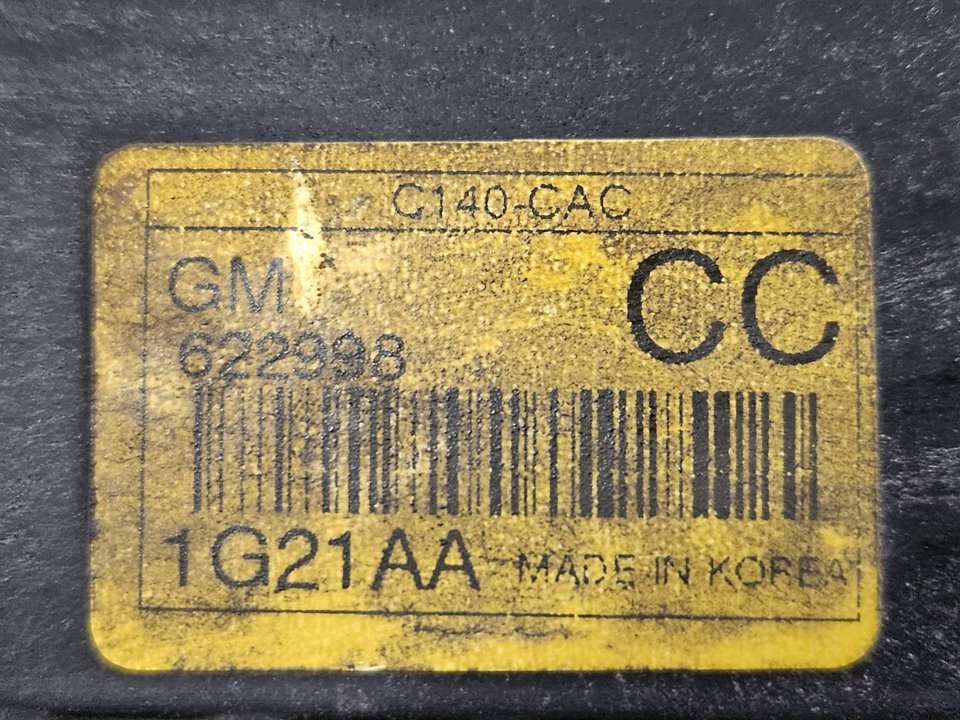 C140-CAC
GM
CC
622998
1G21AA
MADE IN KOREA